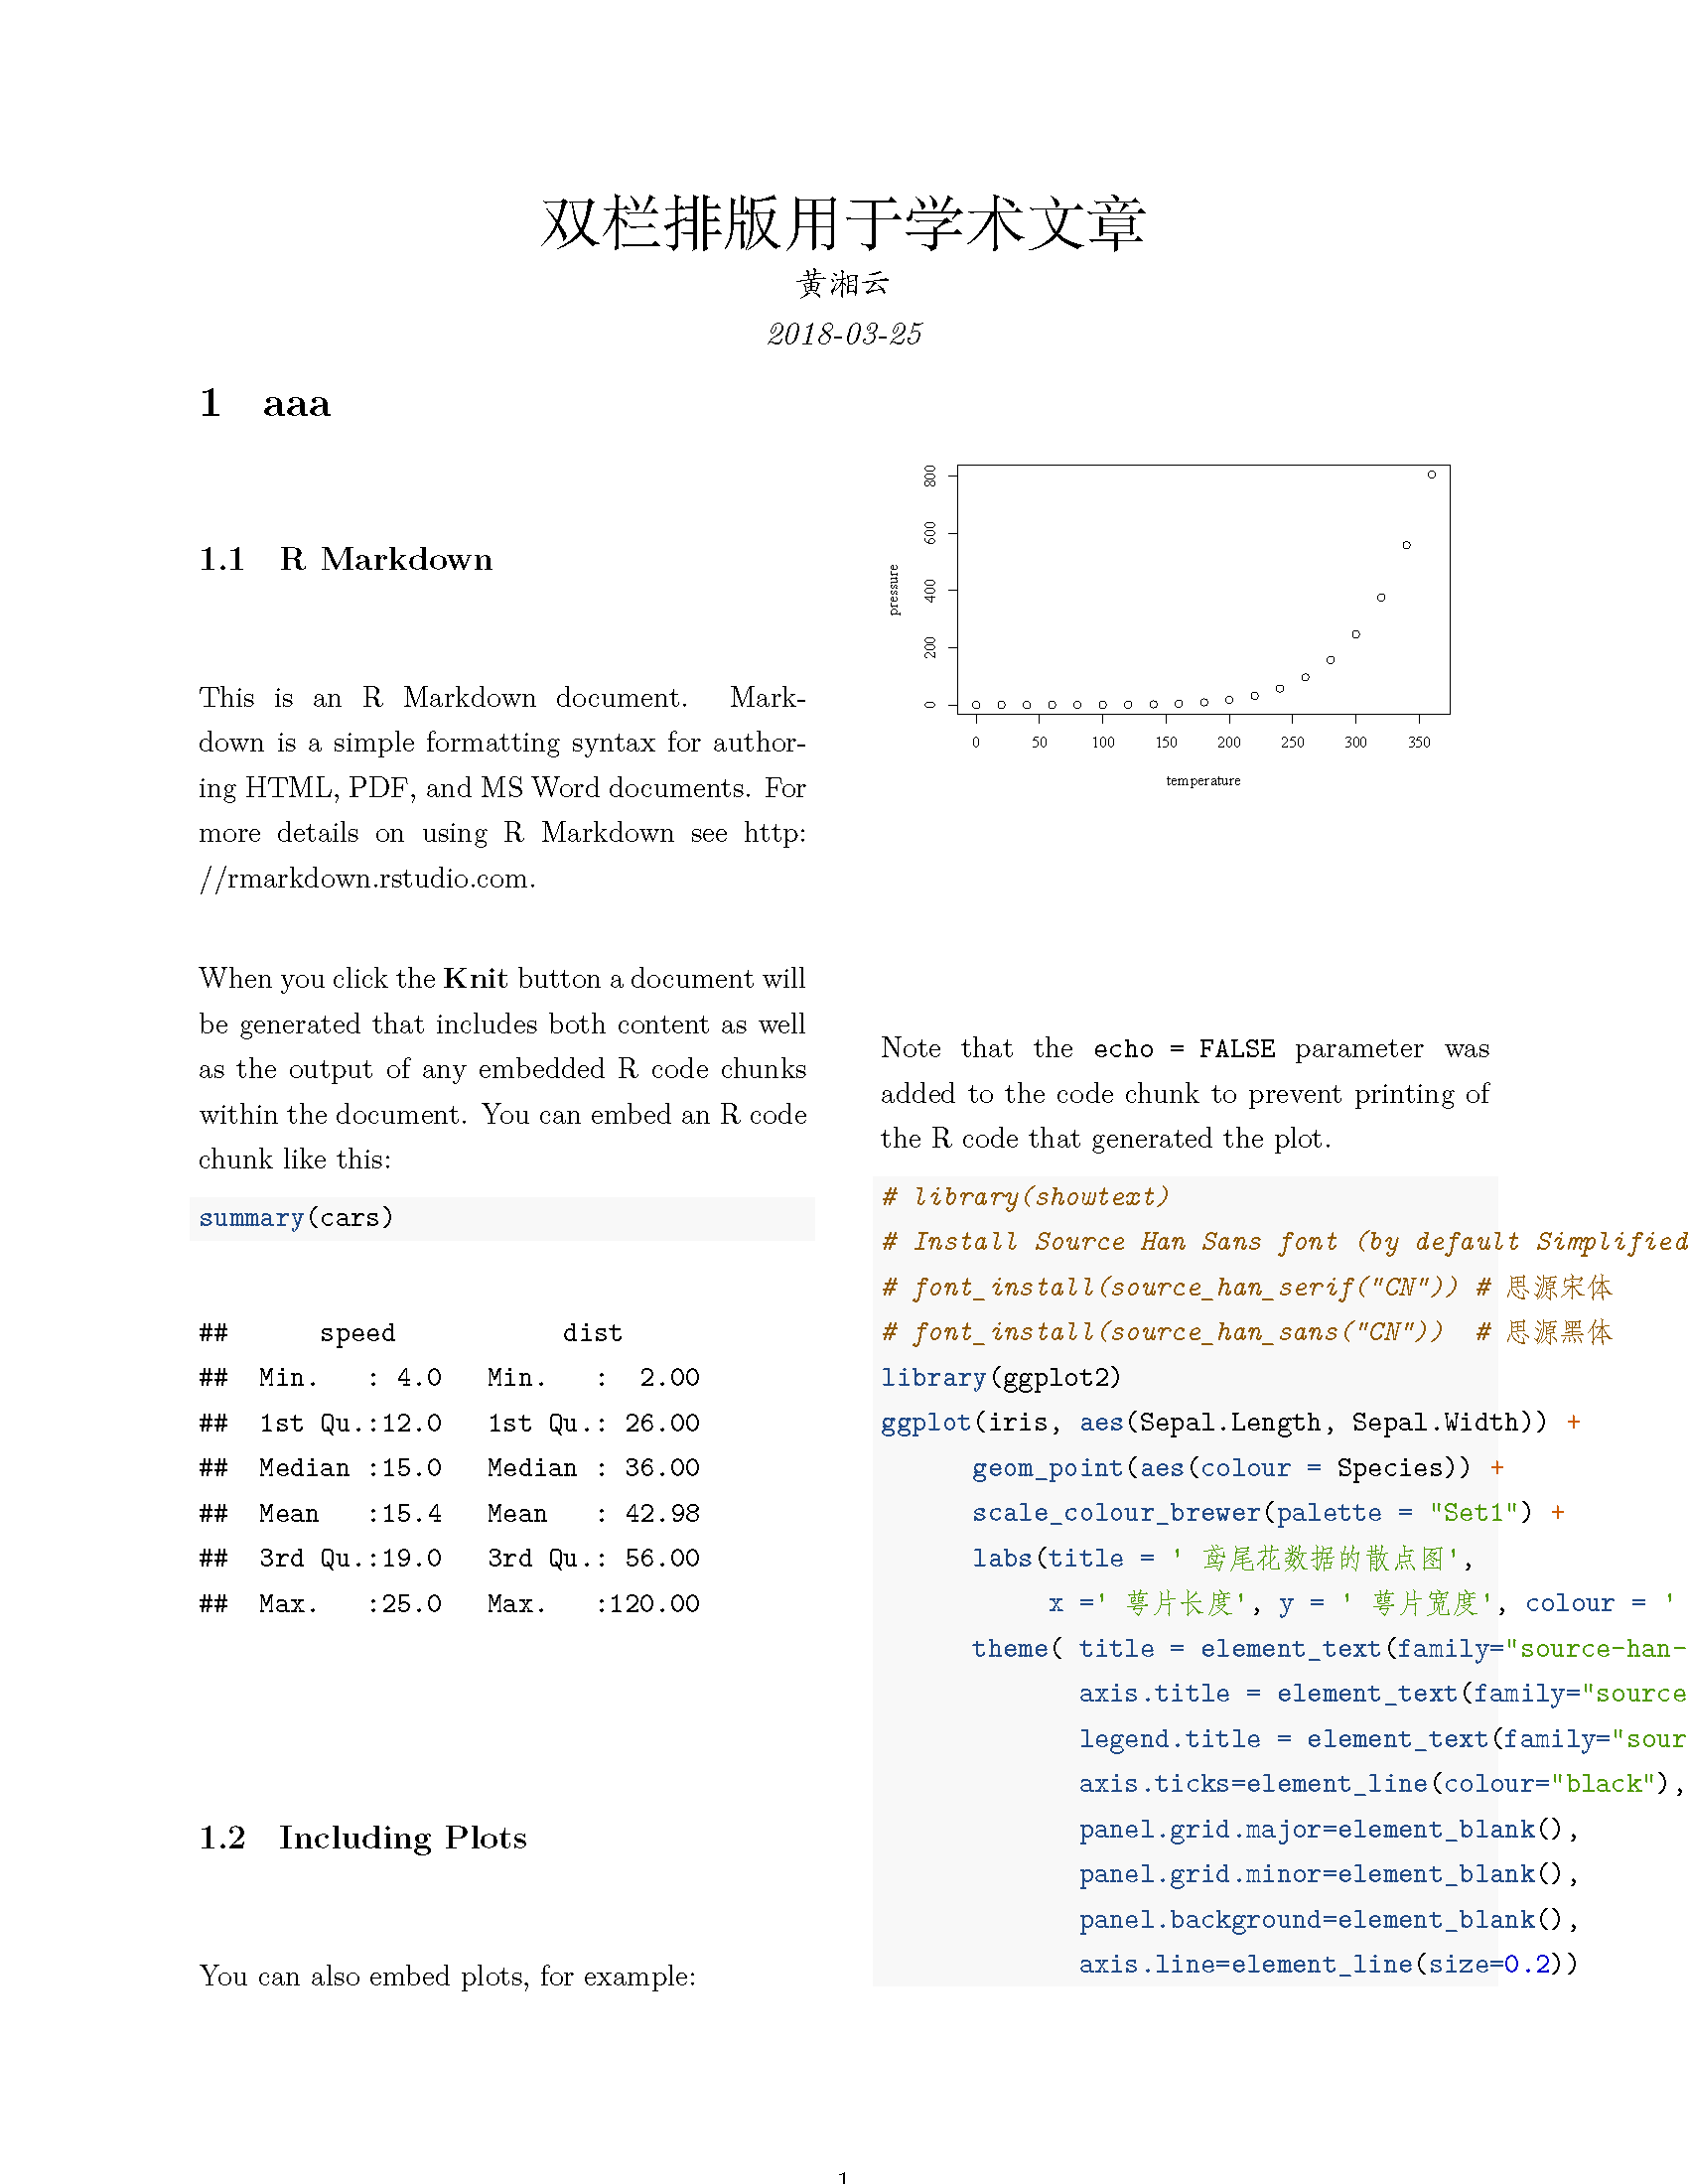 双栏排版用于学术文章
黄湘云
2018-03-25
1 aaa
1.1 R Markdown
This is an R Markdown document. Mark-
down is a simple formatting syntax for author-
ing HTML, PDF, and MS Word documents. For
more details on using R Markdown see http:
//rmarkdown.rstudio.com.
When you click the Knit button a document will
be generated that includes both content as well
as the output of any embedded R code chunks
within the document. You can embed an R code
chunk like this:
summary(cars)
##      speed           dist
##  Min.   : 4.0   Min.   :  2.00
##  1st Qu.:12.0   1st Qu.: 26.00
##  Median :15.0   Median : 36.00
##  Mean   :15.4   Mean   : 42.98
##  3rd Qu.:19.0   3rd Qu.: 56.00
##  Max.   :25.0   Max.   :120.00
1.2 Including Plots
You can also embed plots, for example:
800
600
400
200
0
pressure
0 50 100 150 200 250 300 350
temperature
Note that the echo = FALSE parameter was
added to the code chunk to prevent printing of
the R code that generated the plot.
# library(showtext)
# Install Source Han Sans font (by default Simplified
# font_install(source_han_serif("CN")) # 思源宋体
# font_install(source_han_sans("CN"))  # 思源黑体
library(ggplot2)
ggplot(iris, aes(Sepal.Length, Sepal.Width)) +
      geom_point(aes(colour = Species)) +
      scale_colour_brewer(palette = "Set1") +
      labs(title = ' 鸢尾花数据的散点图',
           x =' 萼片长度', y = ' 萼片宽度', colour = '
      theme( title = element_text(family="source-han-
             axis.title = element_text(family="source
             legend.title = element_text(family="sour
             axis.ticks=element_line(colour="black"),
             panel.grid.major=element_blank(),
             panel.grid.minor=element_blank(),
             panel.background=element_blank(),
             axis.line=element_line(size=0.2))
1